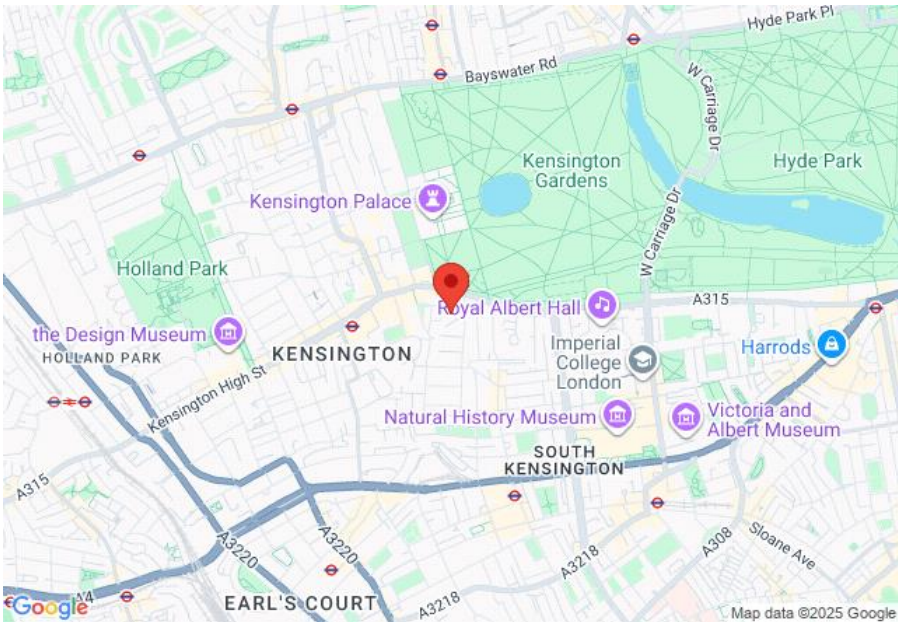 Hyde Park Pl
Bayswater Rd
W Carriage Dr
Kensington
Gardens
Hyde Park
Kensington Palace
W Carriage Dr
Holland Park
Royal Albert Hall
A315
the Design Museum
HOLLAND PARK
KENSINGTON
Imperial
College
London
Harrods
Kensington High St
Natural History Museum
Victoria and
Albert Museum
SOUTH
KENSINGTON
A315
A3220
A3220
A308
Sloane Ave
A3218
A4
EARL'S COURT
A3218
Google
Map data ©2025 Google